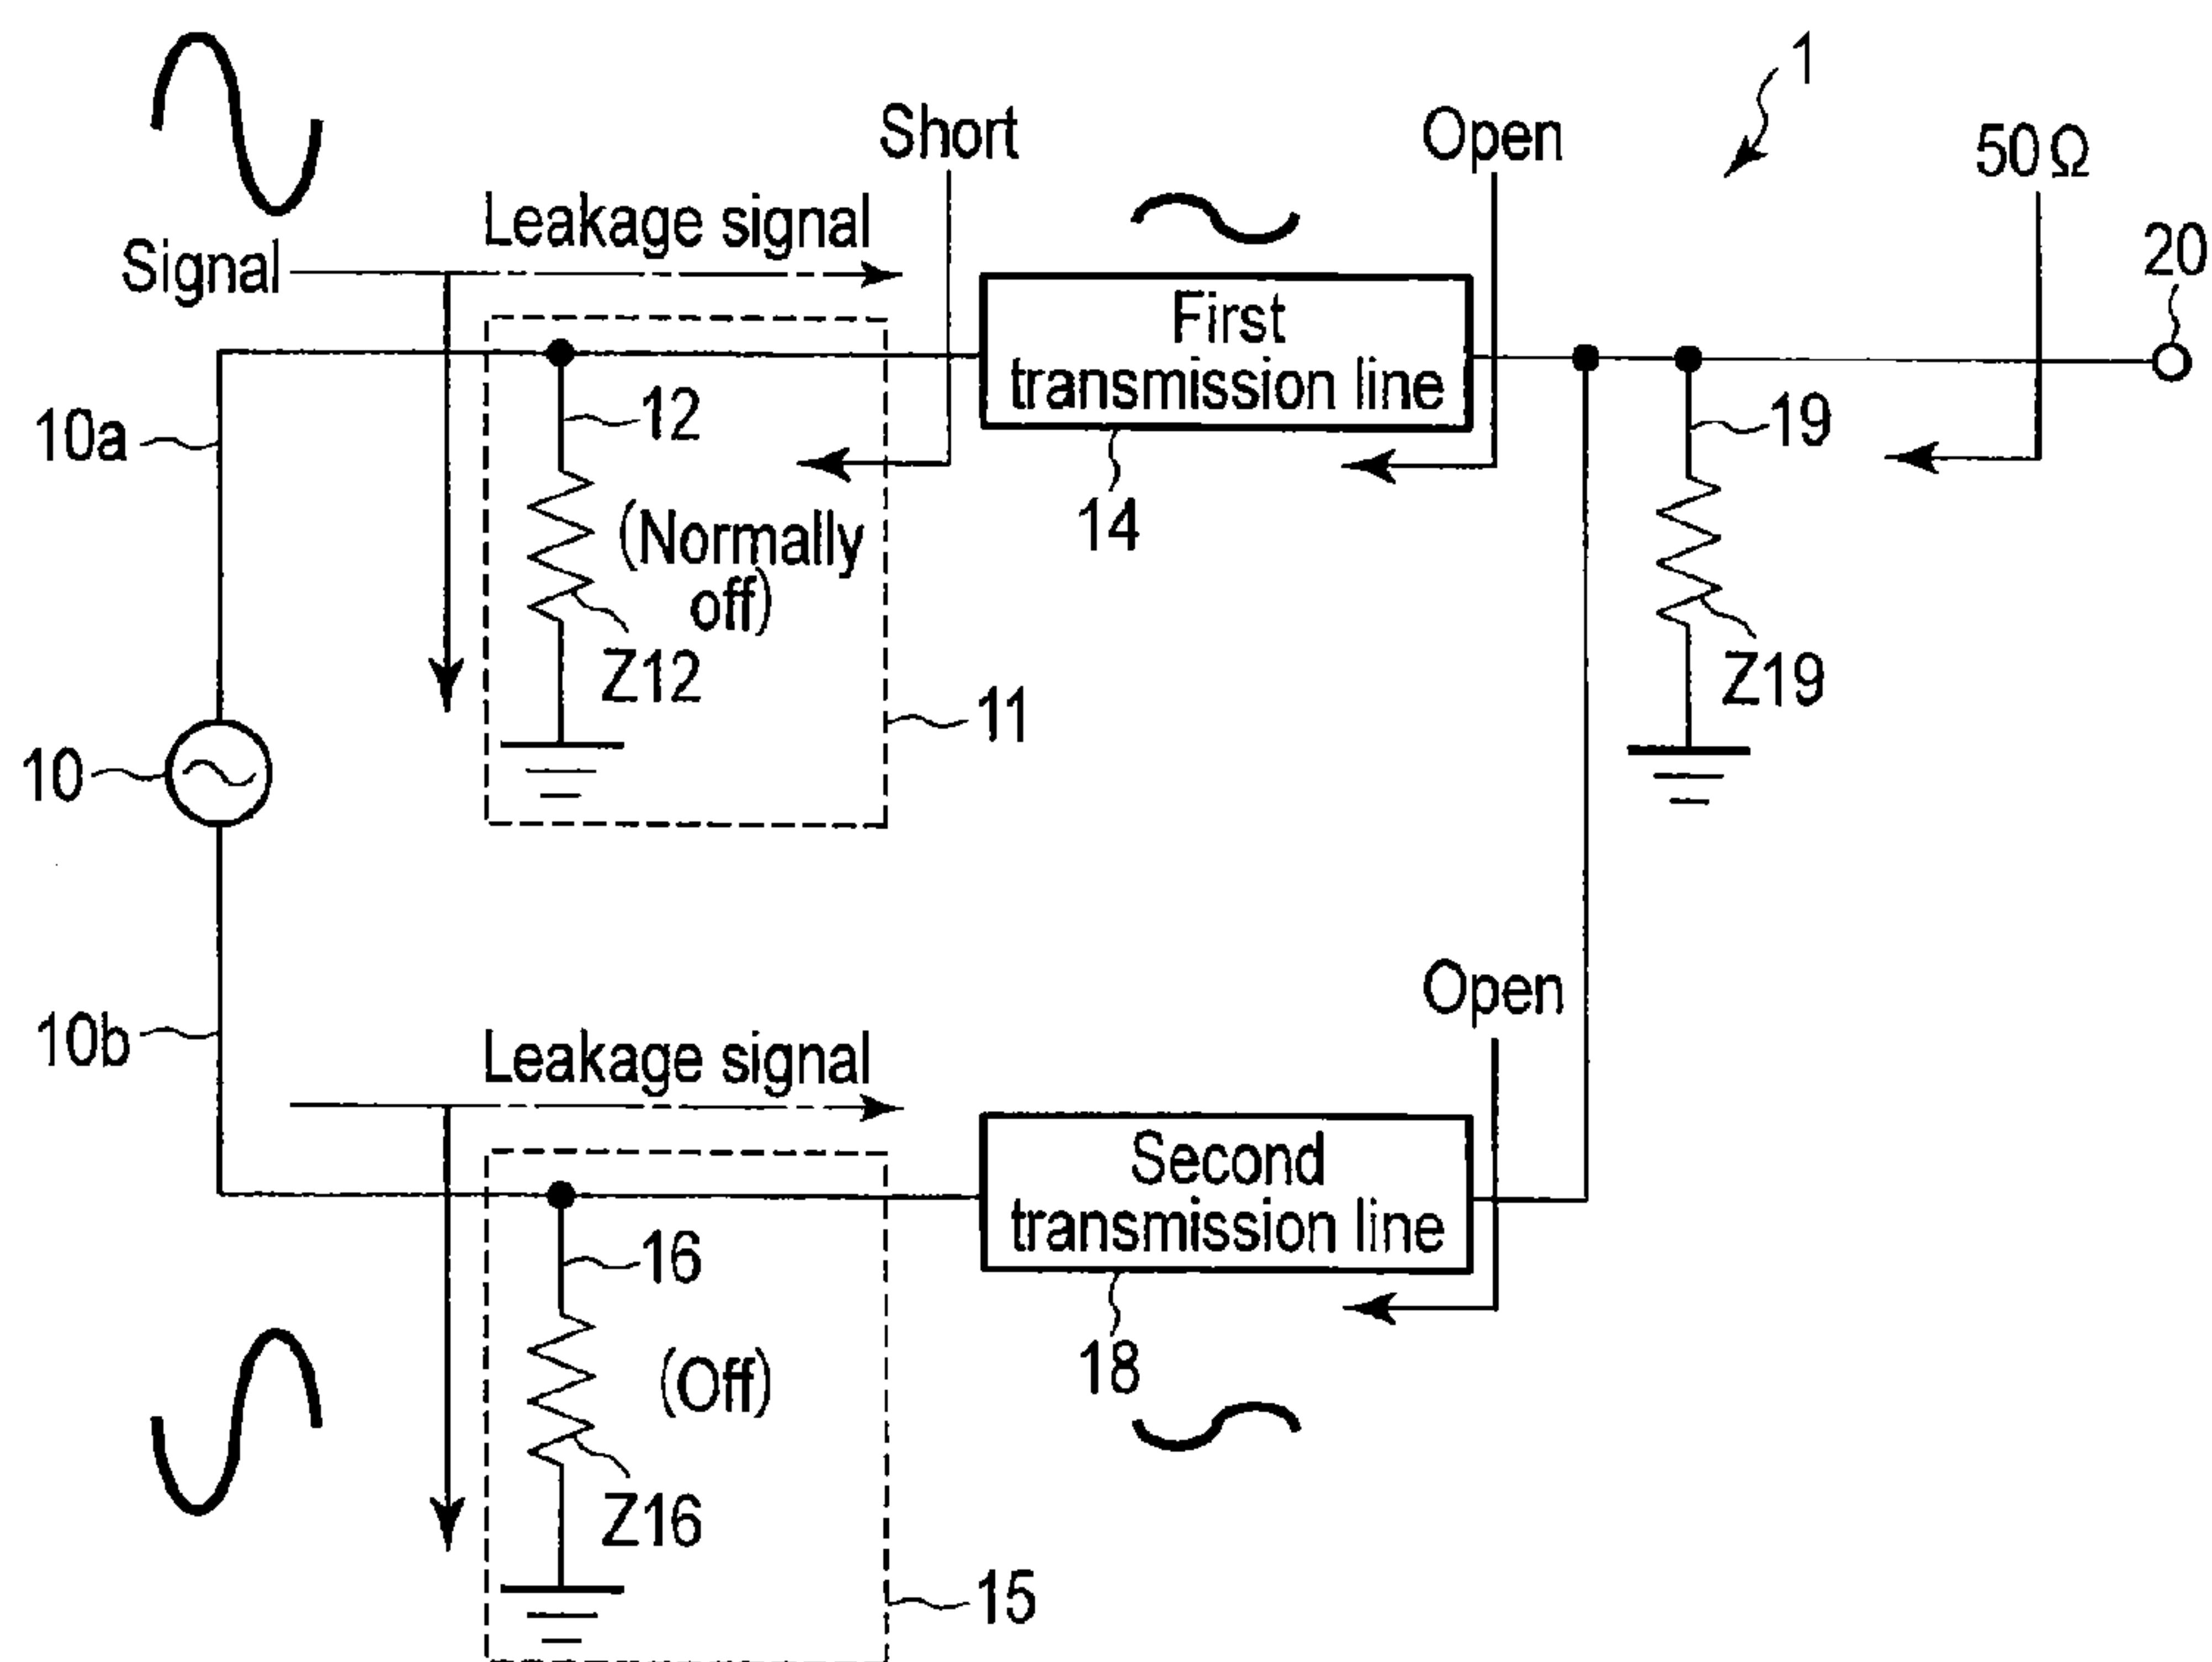 1
Short
Open
50 Ω
Leakage signal
20
Signal
First
transmission line
10a
12
19
14
(Normally
off)
Z12
Z19
11
10
Open
10b
Leakage signal
Second
transmission line
16
18
(Off)
Z16
15